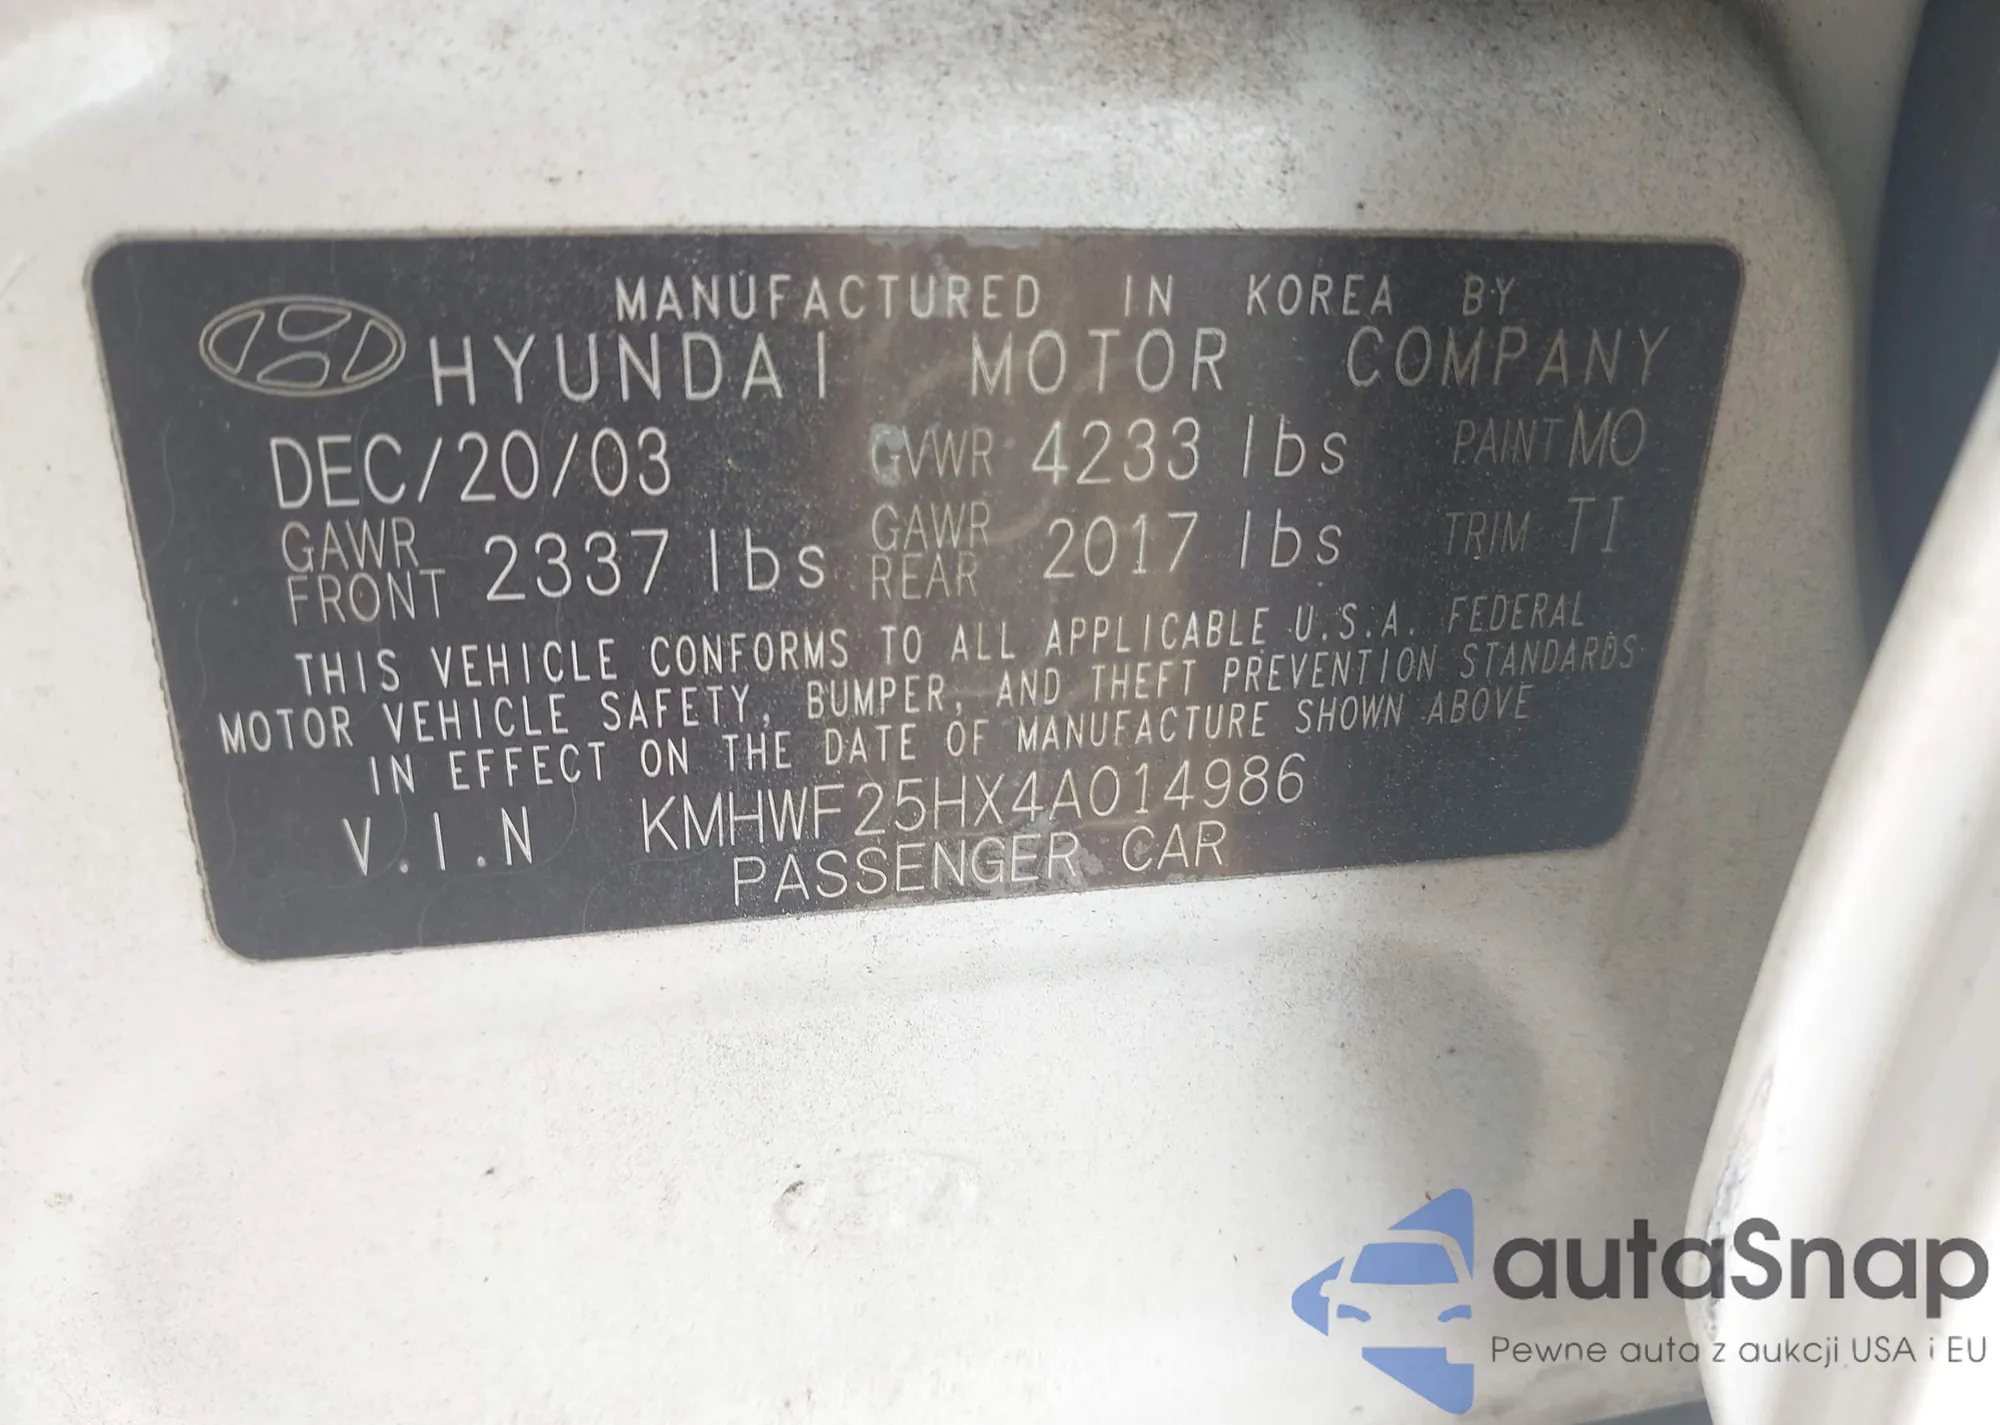 MANUFACTURED IN KOREA BY
HYUNDAI MOTOR COMPANY
DEC/20/03 GVWR 4233 lbs PAINT MO
GAWR FRONT 2337 lbs GAWR REAR 2017 lbs TRIM TI
THIS VEHICLE CONFORMS TO ALL APPLICABLE U.S.A. FEDERAL
MOTOR VEHICLE SAFETY, BUMPER, AND THEFT PREVENTION STANDARDS
IN EFFECT ON THE DATE OF MANUFACTURE SHOWN ABOVE
V.I.N KMHWF25HX4A014986
PASSENGER CAR
autaSnap
Pewne auta z aukcji USA i EU